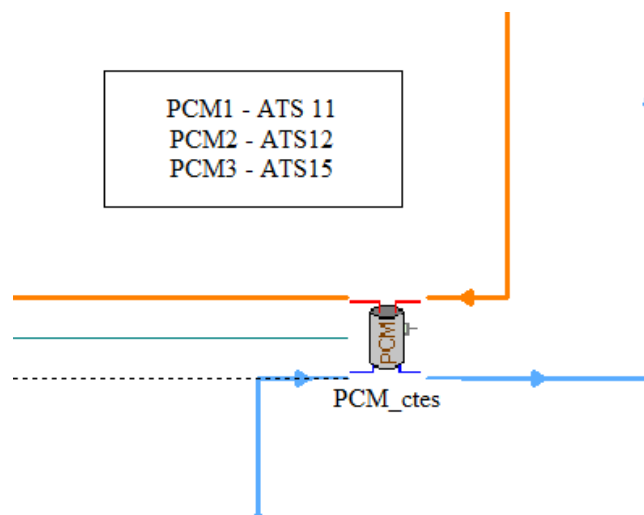 PCM1 - ATS 11
PCM2 - ATS12
PCM3 - ATS15
PCM
PCM_ctes